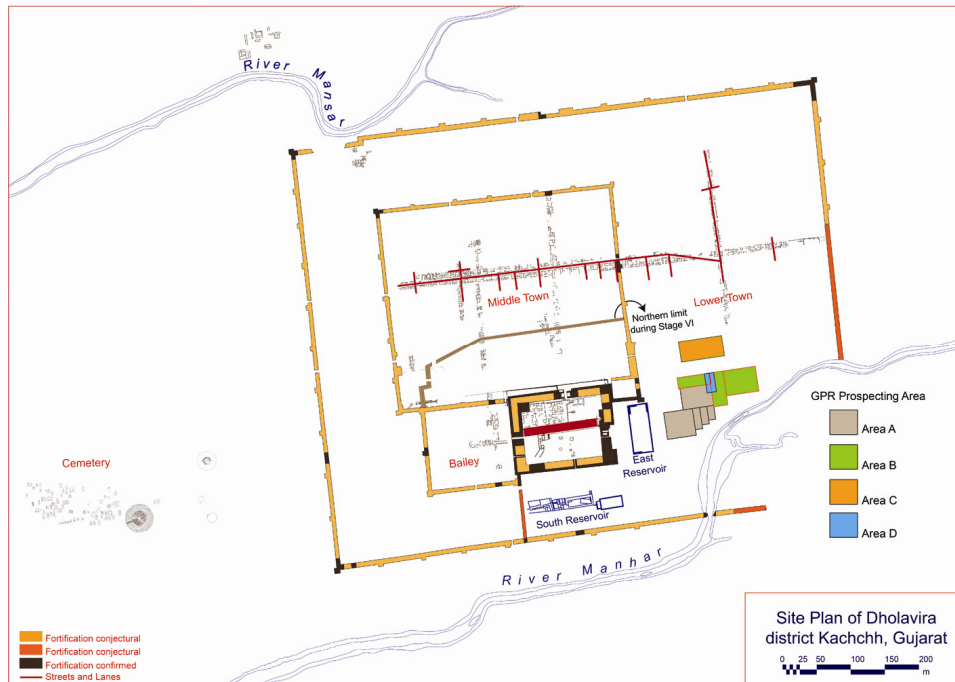 River Mansar
Middle Town
Lower Town
Northern limit
during Stage VI
GPR Prospecting Area
Area A
Area B
Area C
Area D
Cemetery
Bailey
East
Reservoir
South Reservoir
River Manhar
Fortification conjectural
Fortification conjectural
Fortification confirmed
Streets and Lanes
Site Plan of Dholavira
district Kachchh, Gujarat
0 25 50 100 150 200
m